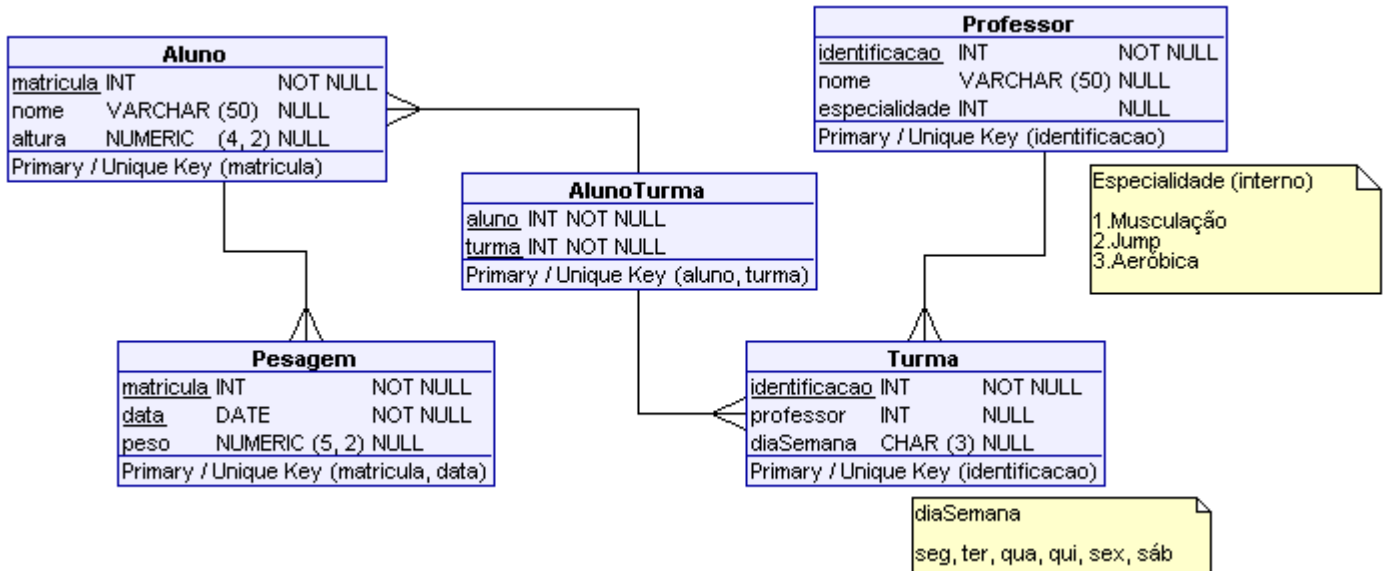 Aluno
matricula INT NOT NULL
nome VARCHAR (50) NULL
altura NUMERIC (4, 2) NULL
Primary / Unique Key (matricula)
Professor
identificacao INT NOT NULL
nome VARCHAR (50) NULL
especialidade INT NULL
Primary / Unique Key (identificacao)
AlunoTurma
aluno INT NOT NULL
turma INT NOT NULL
Primary / Unique Key (aluno, turma)
Especialidade (interno)
1.Musculação
2.Jump
3.Aeróbica
Pesagem
matricula INT NOT NULL
data DATE NOT NULL
peso NUMERIC (5, 2) NULL
Primary / Unique Key (matricula, data)
Turma
identificacao INT NOT NULL
professor INT NULL
diaSemana CHAR (3) NULL
Primary / Unique Key (identificacao)
diaSemana
seg, ter, qua, qui, sex, sáb